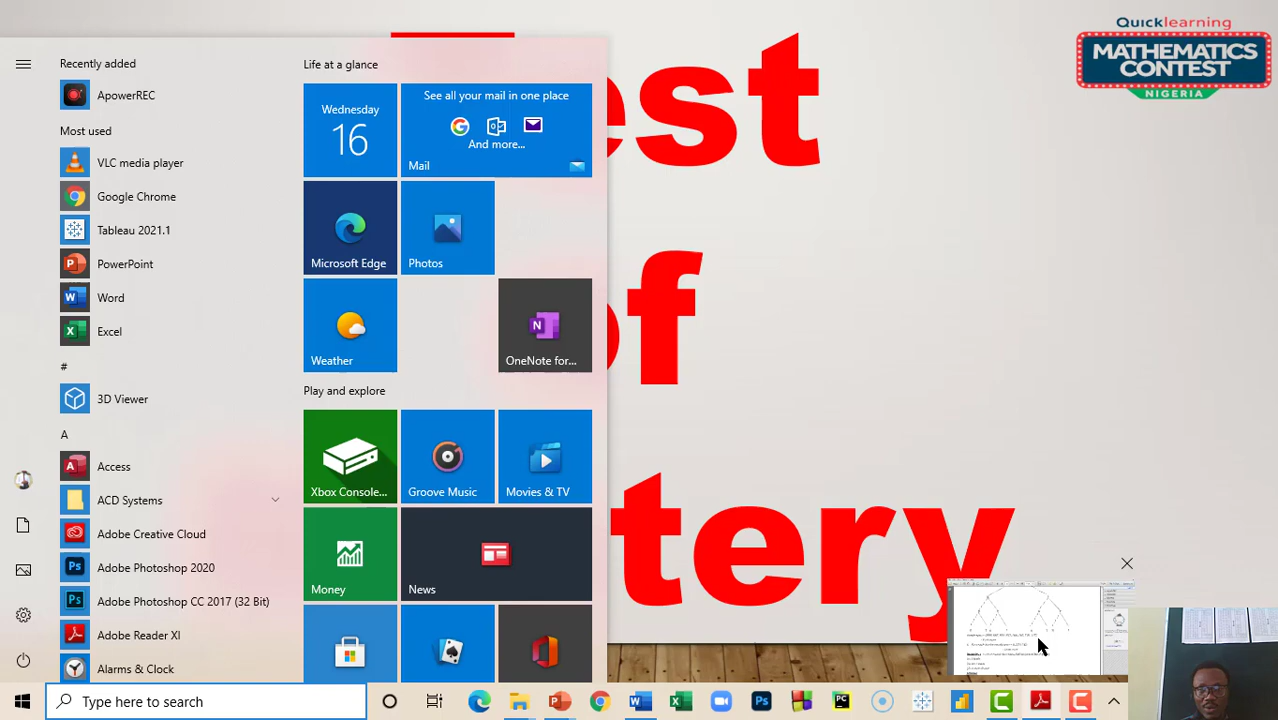 Quicklearning
MATHEMATICS
CONTEST
NIGERIA
est
of
tery
Recently added
ApowerREC
Most used
VLC media player
Google Chrome
Tableau 2021.1
PowerPoint
Word
Excel
#
3D Viewer
A
Access
ACD Systems
Adobe Creative Cloud
Adobe Photoshop 2020
Adobe Photoshop CC 2017 (32 Bit)
Adobe Reader XI
Alarms & Clock
Life at a glance
Wednesday
16
See all your mail in one place
And more...
Mail
Microsoft Edge
Photos
Weather
OneNote for...
Play and explore
Xbox Console...
Groove Music
Movies & TV
Money
News
Type here to search